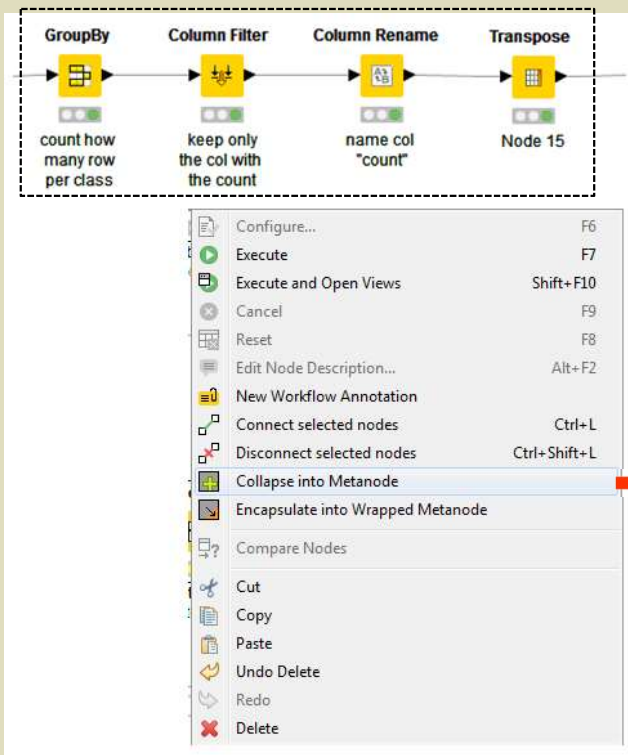 GroupBy Column Filter Column Rename Transpose
count how keep only name col Node 15
many row the col with "count"
per class the count
Configure... F6
Execute F7
Execute and Open Views Shift+F10
Cancel F9
Reset F8
Edit Node Description... Alt+F2
New Workflow Annotation
Connect selected nodes Ctrl+L
Disconnect selected nodes Ctrl+Shift+L
Collapse into Metanode
Encapsulate into Wrapped Metanode
Compare Nodes
Cut
Copy
Paste
Undo Delete
Redo
Delete